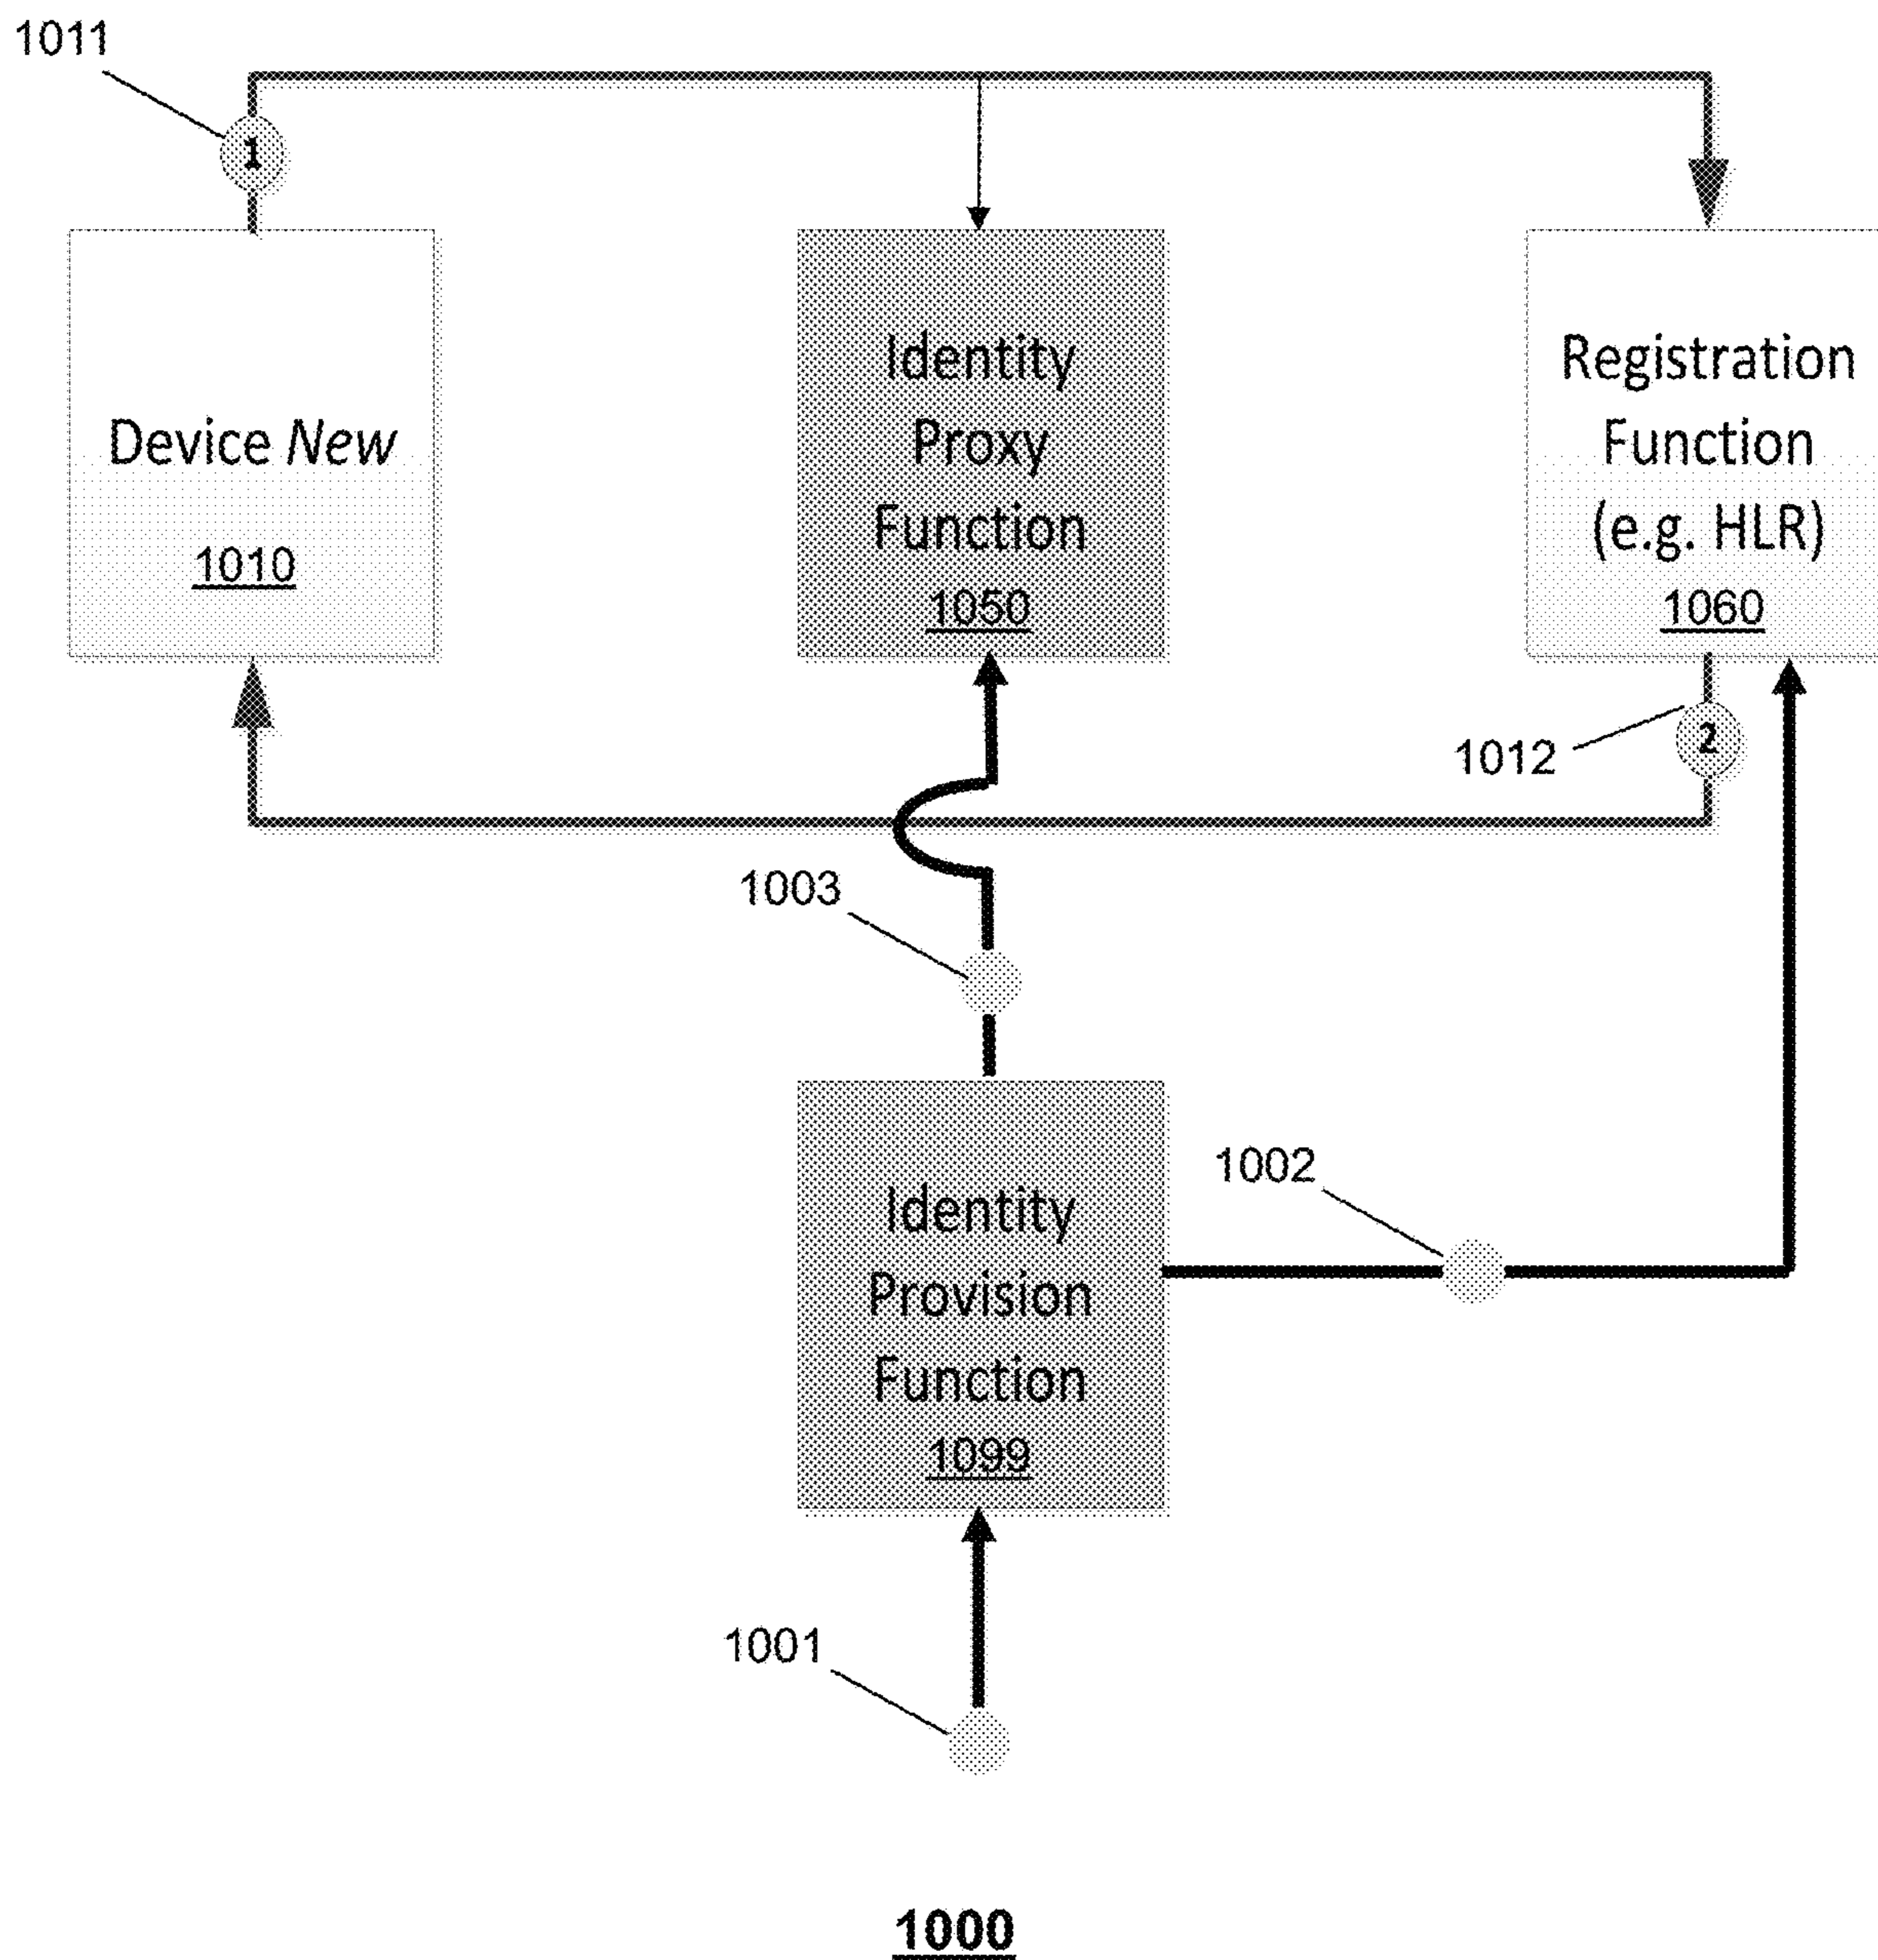 1011
1
Device New
1010
Identity
Proxy
Function
1050
Registration
Function
(e.g. HLR)
1060
1012
2
1003
1002
Identity
Provision
Function
1099
1001
1000